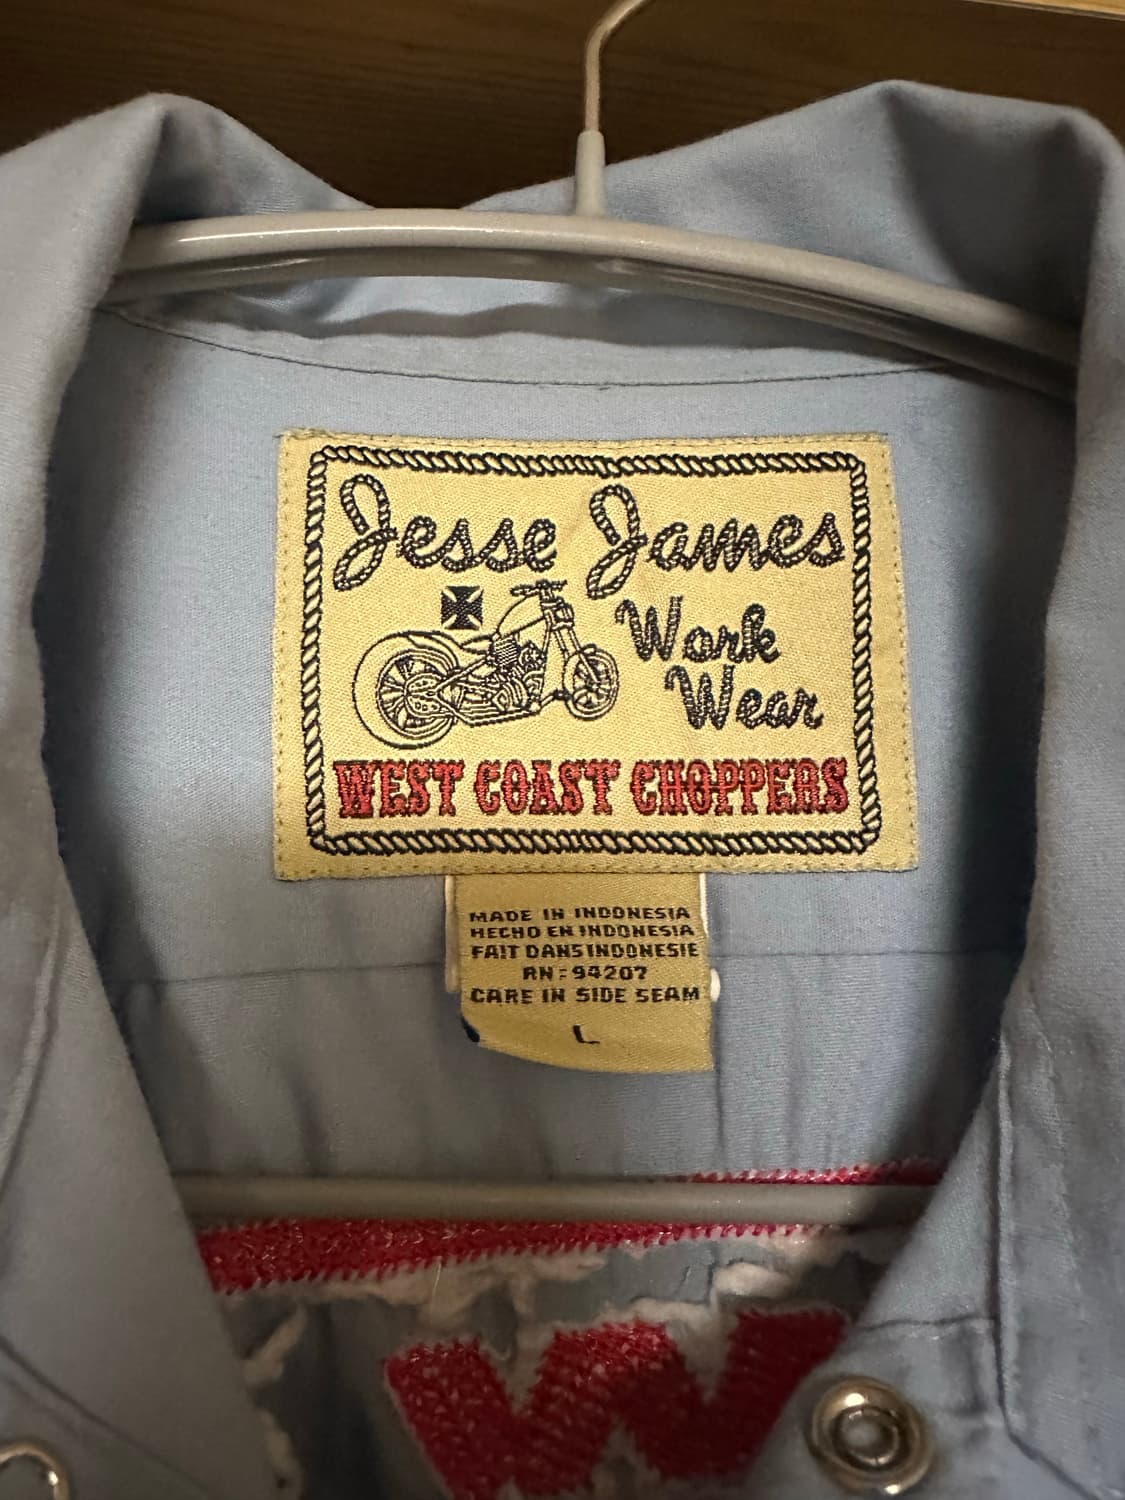 Jesse James
Work
Wear
WEST COAST CHOPPERS
MADE IN INDONESIA
HECHO EN INDONESIA
FAIT DANS INDONESIE
RN: 94207
CARE IN SIDE SEAM
L